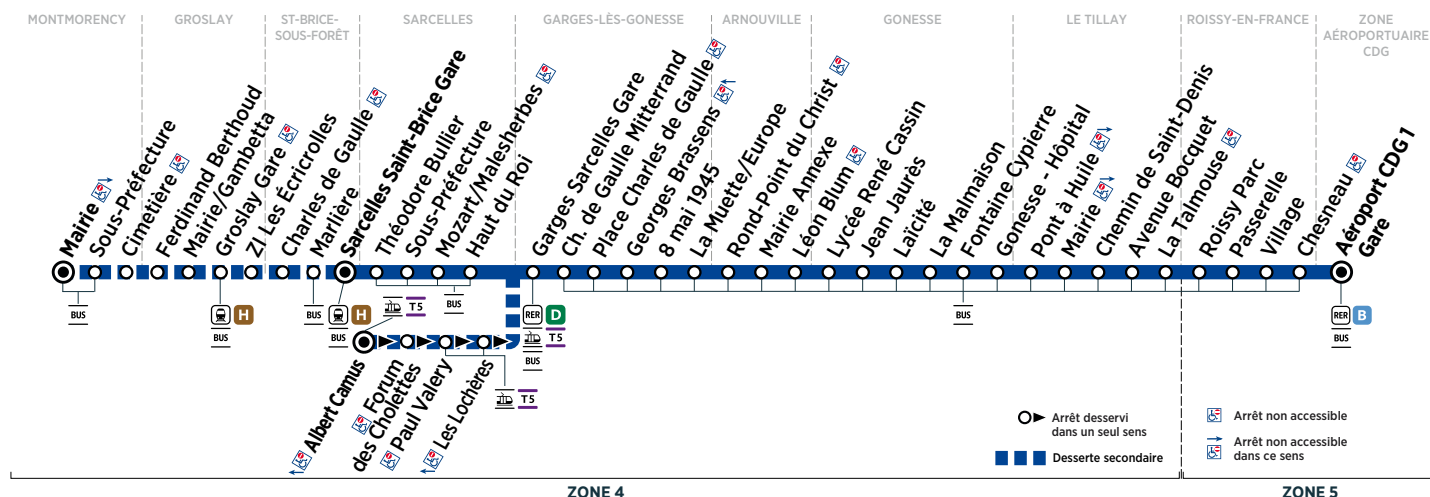 MONTMORENCY
GROSLAY
ST-BRICE-
SOUS-FORÊT
SARCELLES
GARGES-LÈS-GONESSE
ARNOUVILLE
GONESSE
LE TILLAY
ROISSY-EN-FRANCE
ZONE
AÉROPORTUAIRE
CDG
Mairie
Sous-Préfecture
Cimetière
Ferdinand Berthoud
Mairie/Gambetta
Groslay Gare
ZI Les Écricrolles
Charles de Gaulle
Marlière
Sarcelles Saint-Brice Gare
Théodore Bullier
Sous-Préfecture
Mozart/Malesherbes
Haut du Roi
Garges Sarcelles Gare
Ch. de Gaulle Mitterrand
Place Charles de Gaulle
Georges Brassens
8 mai 1945
La Muette/Europe
Rond-Point du Christ
Mairie Annexe
Léon Blum
Lycée René Cassin
Jean Jaurès
Laïcité
La Malmaison
Fontaine Cypierre
Gonesse - Hôpital
Pont à Huile
Mairie
Chemin de Saint-Denis
Avenue Bocquet
La Talmouse
Roissy Parc
Passerelle
Village
Chesneau
Aéroport CDG 1
Gare
BUS
H
BUS
BUS
H
BUS
T5
BUS
RER D
T5
BUS
BUS
RER B
BUS
Albert Camus
Forum
des Cholettes
Paul Valery
Les Lochères
T5
Arrêt desservi
dans un seul sens
Desserte secondaire
Arrêt non accessible
Arrêt non accessible
dans ce sens
ZONE 4
ZONE 5